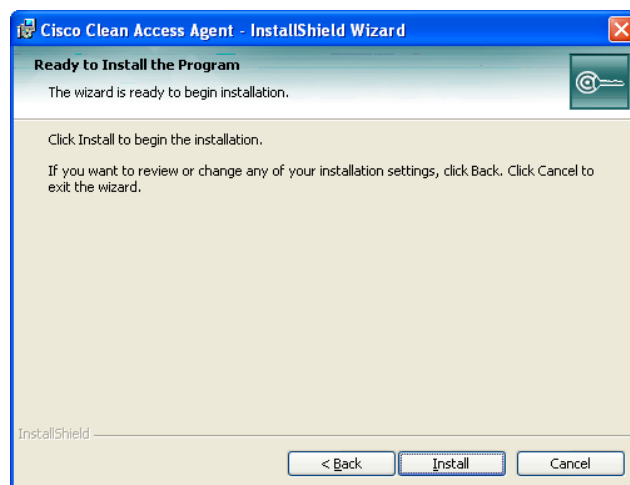 Cisco Clean Access Agent - InstallShield Wizard
Ready to Install the Program
The wizard is ready to begin installation.
Click Install to begin the installation.
If you want to review or change any of your installation settings, click Back. Click Cancel to
exit the wizard.
InstallShield
< Back
Install
Cancel